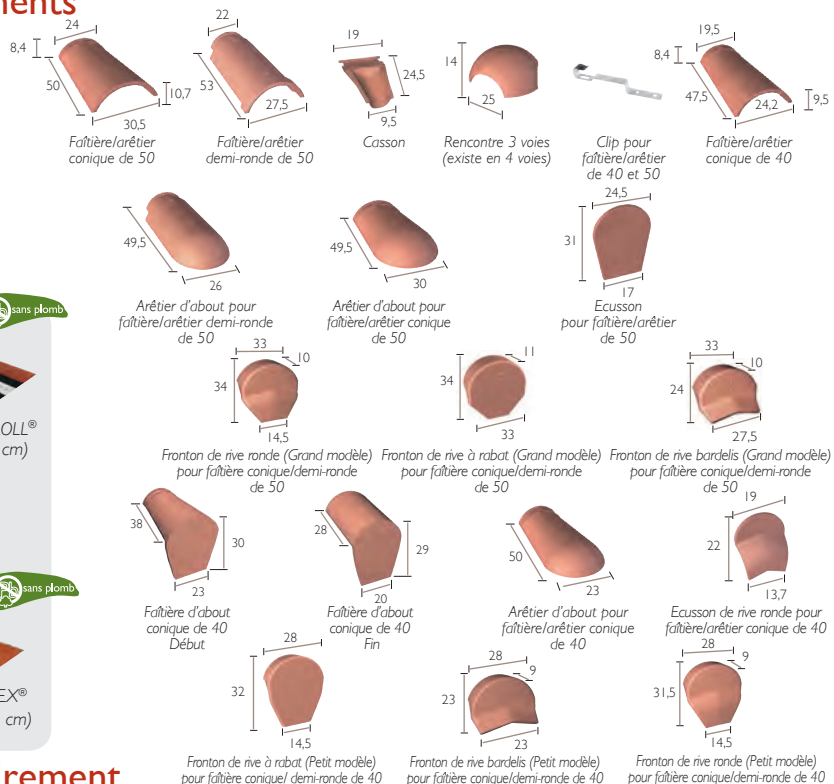 24
8,4
50
10,7
30,5
Faîtière/arêtier
conique de 50
22
53
27,5
Faîtière/arêtier
demi-ronde de 50
19
24,5
9,5
Casson
14
25
Rencontre 3 voies
(existe en 4 voies)
Clip pour
faîtière/arêtier
de 40 et 50
19,5
8,4
47,5
24,2
9,5
Faîtière/arêtier
conique de 40
49,5
26
Arêtier d'about pour
faîtière/arêtier demi-ronde
de 50
49,5
30
Arêtier d'about pour
faîtière/arêtier conique
de 50
24,5
31
17
Ecusson
pour faîtière/arêtier
de 50
sans plomb
OLL®
cm)
33
10
34
14,5
Fronton de rive ronde (Grand modèle)
pour faîtière conique/demi-ronde
de 50
11
34
33
Fronton de rive à rabat (Grand modèle)
pour faîtière conique/demi-ronde
de 50
33
10
24
27,5
Fronton de rive bardelis (Grand modèle)
pour faîtière conique/demi-ronde
de 50
38
30
23
Faîtière d'about
conique de 40
Début
28
29
20
Faîtière d'about
conique de 40
Fin
50
23
Arêtier d'about pour
faîtière/arêtier conique
de 40
19
22
13,7
Ecusson de rive ronde pour
faîtière/arêtier conique de 40
sans plomb
EX®
cm)
28
32
14,5
Fronton de rive à rabat (Petit modèle)
pour faîtière conique/ demi-ronde de 40
28
9
23
23
Fronton de rive bardelis (Petit modèle)
pour faîtière conique/demi-ronde de 40
28
9
31,5
14,5
Fronton de rive ronde (Petit modèle)
pour faîtière conique/demi-ronde de 40